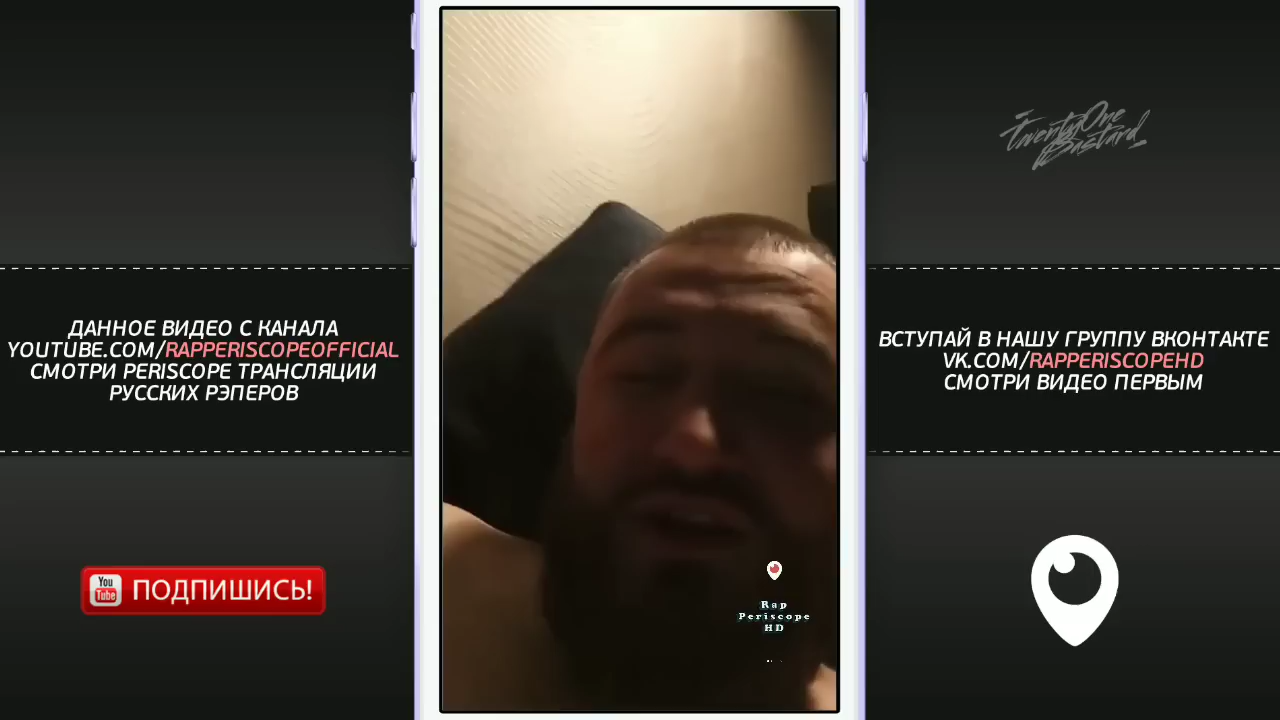 TwentyOne
Bastard
ДАННОЕ ВИДЕО С КАНАЛА
YOUTUBE.COM/RAPPERISCOPEOFFICIAL
СМОТРИ PERISCOPE ТРАНСЛЯЦИИ
РУССКИХ РЭПЕРОВ
ВСТУПАЙ В НАШУ ГРУППУ ВКОНТАКТЕ
VK.COM/RAPPERISCOPEHD
СМОТРИ ВИДЕО ПЕРВЫМ
You
Tube
ПОДПИШИСЬ!
Rap
Periscope
HD